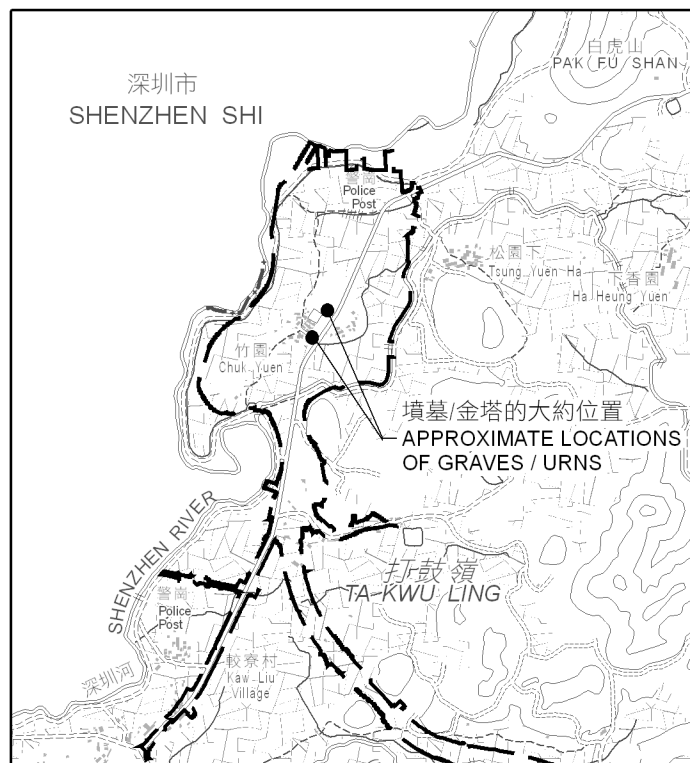 白虎山
PAK FU SHAN
深圳市
SHENZHEN SHI
警崗
Police
Post
松園下
Tsung Yuen Ha
下香園
Ha Heung Yuen
竹園
Chuk Yuen
墳墓/金塔的大約位置
APPROXIMATE LOCATIONS
OF GRAVES / URNS
SHENZHEN RIVER
打鼓嶺
TA KWU LING
警崗
Police
Post
深圳河
較寮村
Kaw Liu
Village